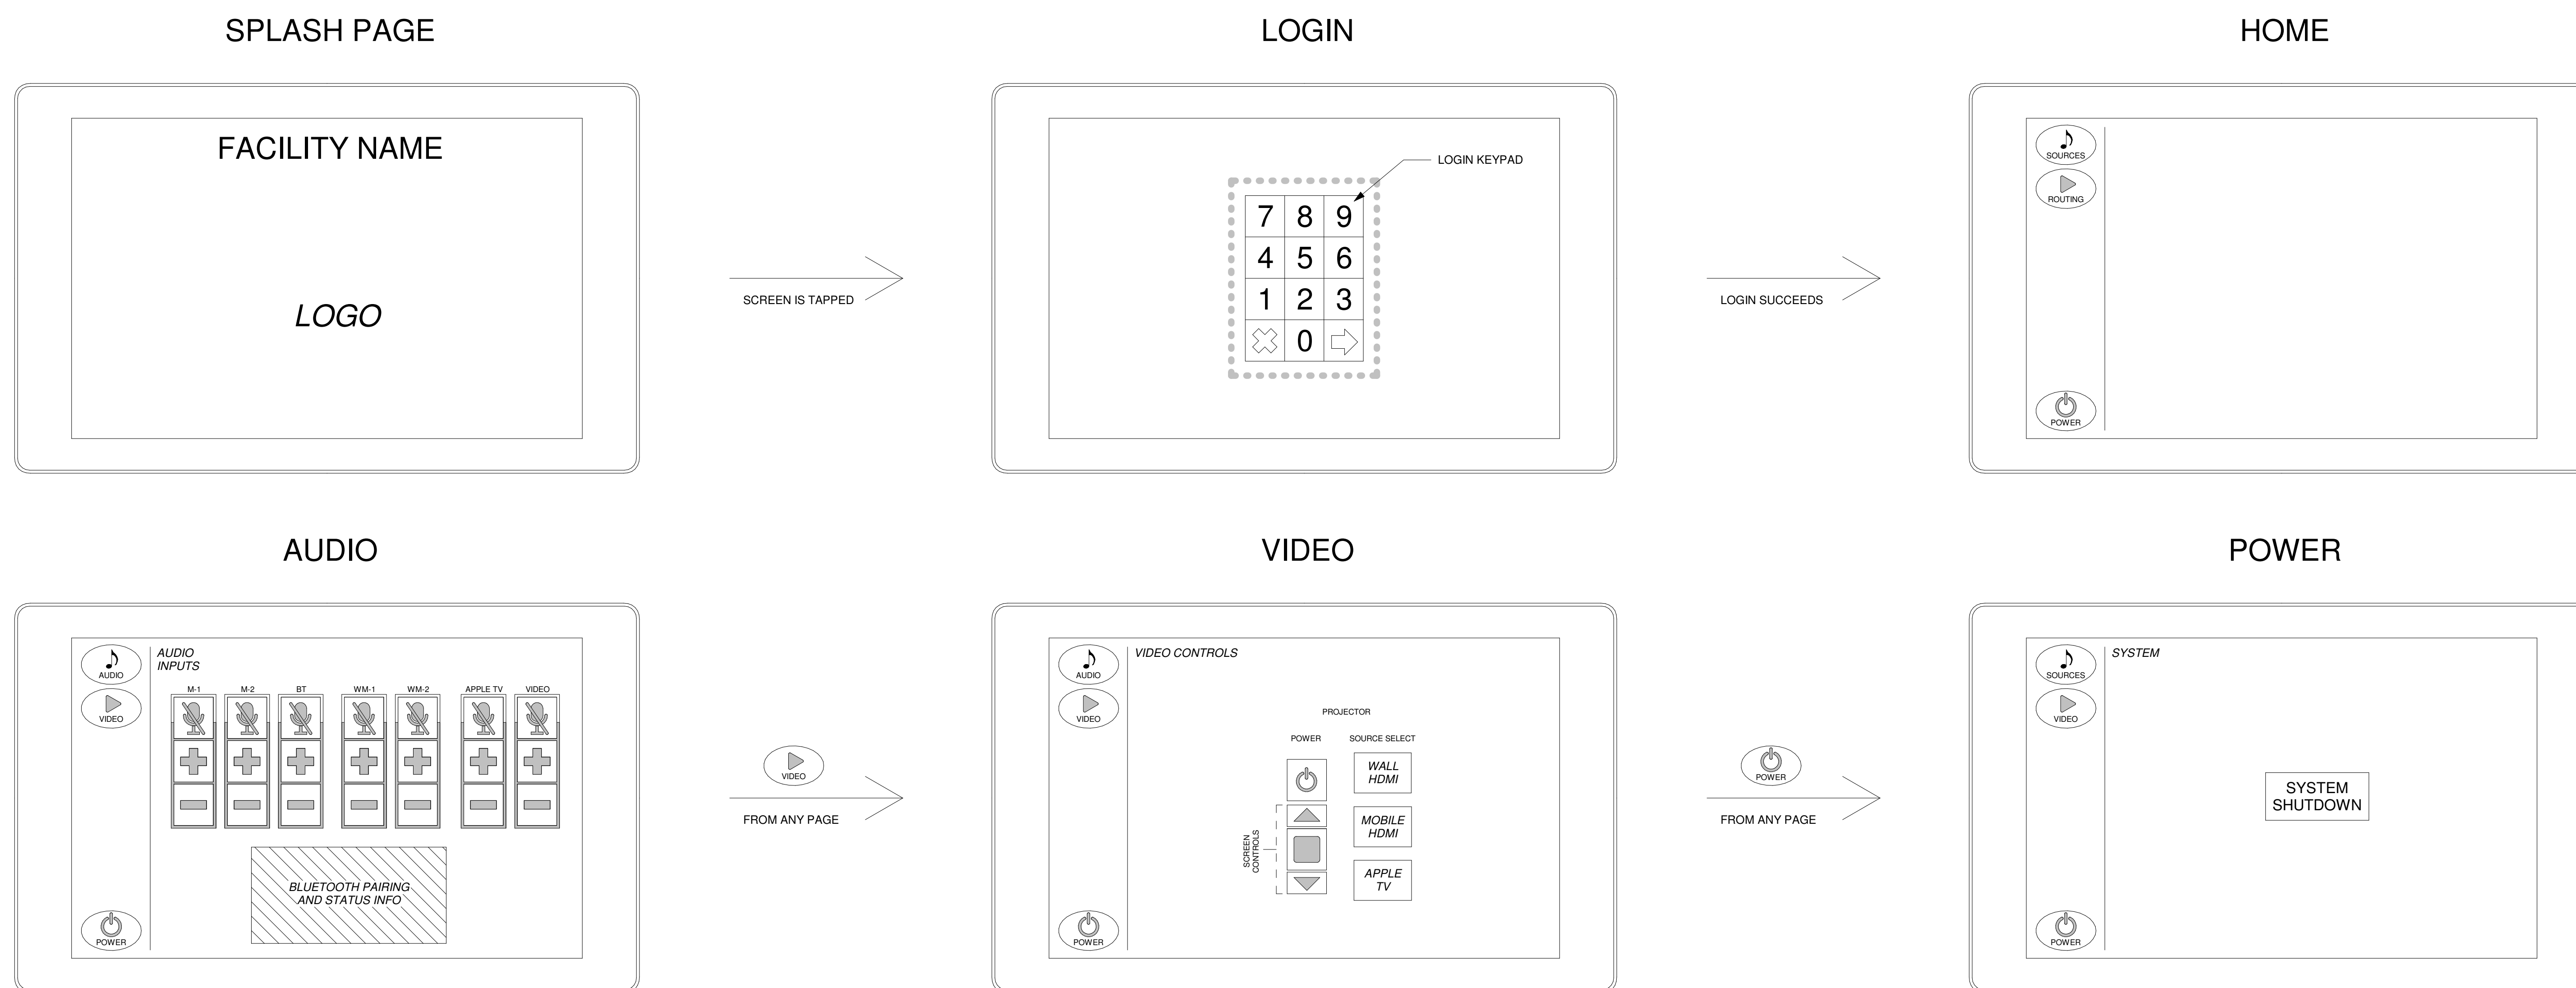 SPLASH PAGE
LOGIN
HOME
FACILITY NAME
LOGO
SCREEN IS TAPPED
LOGIN KEYPAD
7 8 9
4 5 6
1 2 3
0
LOGIN SUCCEEDS
SOURCES
ROUTING
POWER
AUDIO
VIDEO
POWER
AUDIO
VIDEO
POWER
AUDIO
INPUTS
M-1 M-2 BT WM-1 WM-2 APPLE TV VIDEO
BLUETOOTH PAIRING
AND STATUS INFO
VIDEO
FROM ANY PAGE
AUDIO
VIDEO
POWER
VIDEO CONTROLS
PROJECTOR
POWER SOURCE SELECT
WALL
HDMI
MOBILE
HDMI
APPLE
TV
SCREEN
CONTROLS
POWER
FROM ANY PAGE
SOURCES
VIDEO
POWER
SYSTEM
SYSTEM
SHUTDOWN